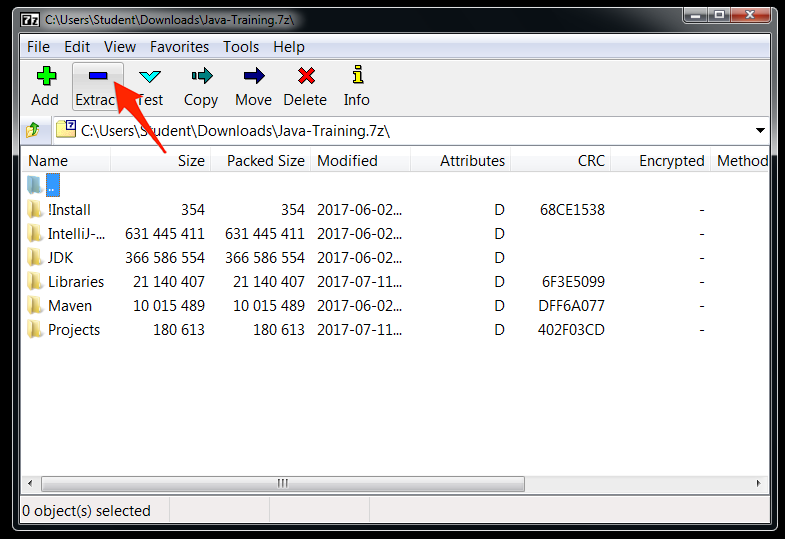 7z C:\Users\Student\Downloads\Java-Training.7z\
File Edit View Favorites Tools Help
Add Extract Test Copy Move Delete Info
C:\Users\Student\Downloads\Java-Training.7z\
Name Size Packed Size Modified Attributes CRC Encrypted Method
..
!Install 354 354 2017-06-02... D 68CE1538 -
IntelliJ-... 631 445 411 631 445 411 2017-06-02... D -
JDK 366 586 554 366 586 554 2017-06-02... D -
Libraries 21 140 407 21 140 407 2017-07-11... D 6F3E5099 -
Maven 10 015 489 10 015 489 2017-06-02... D DFF6A077 -
Projects 180 613 180 613 2017-07-11... D 402F03CD -
0 object(s) selected